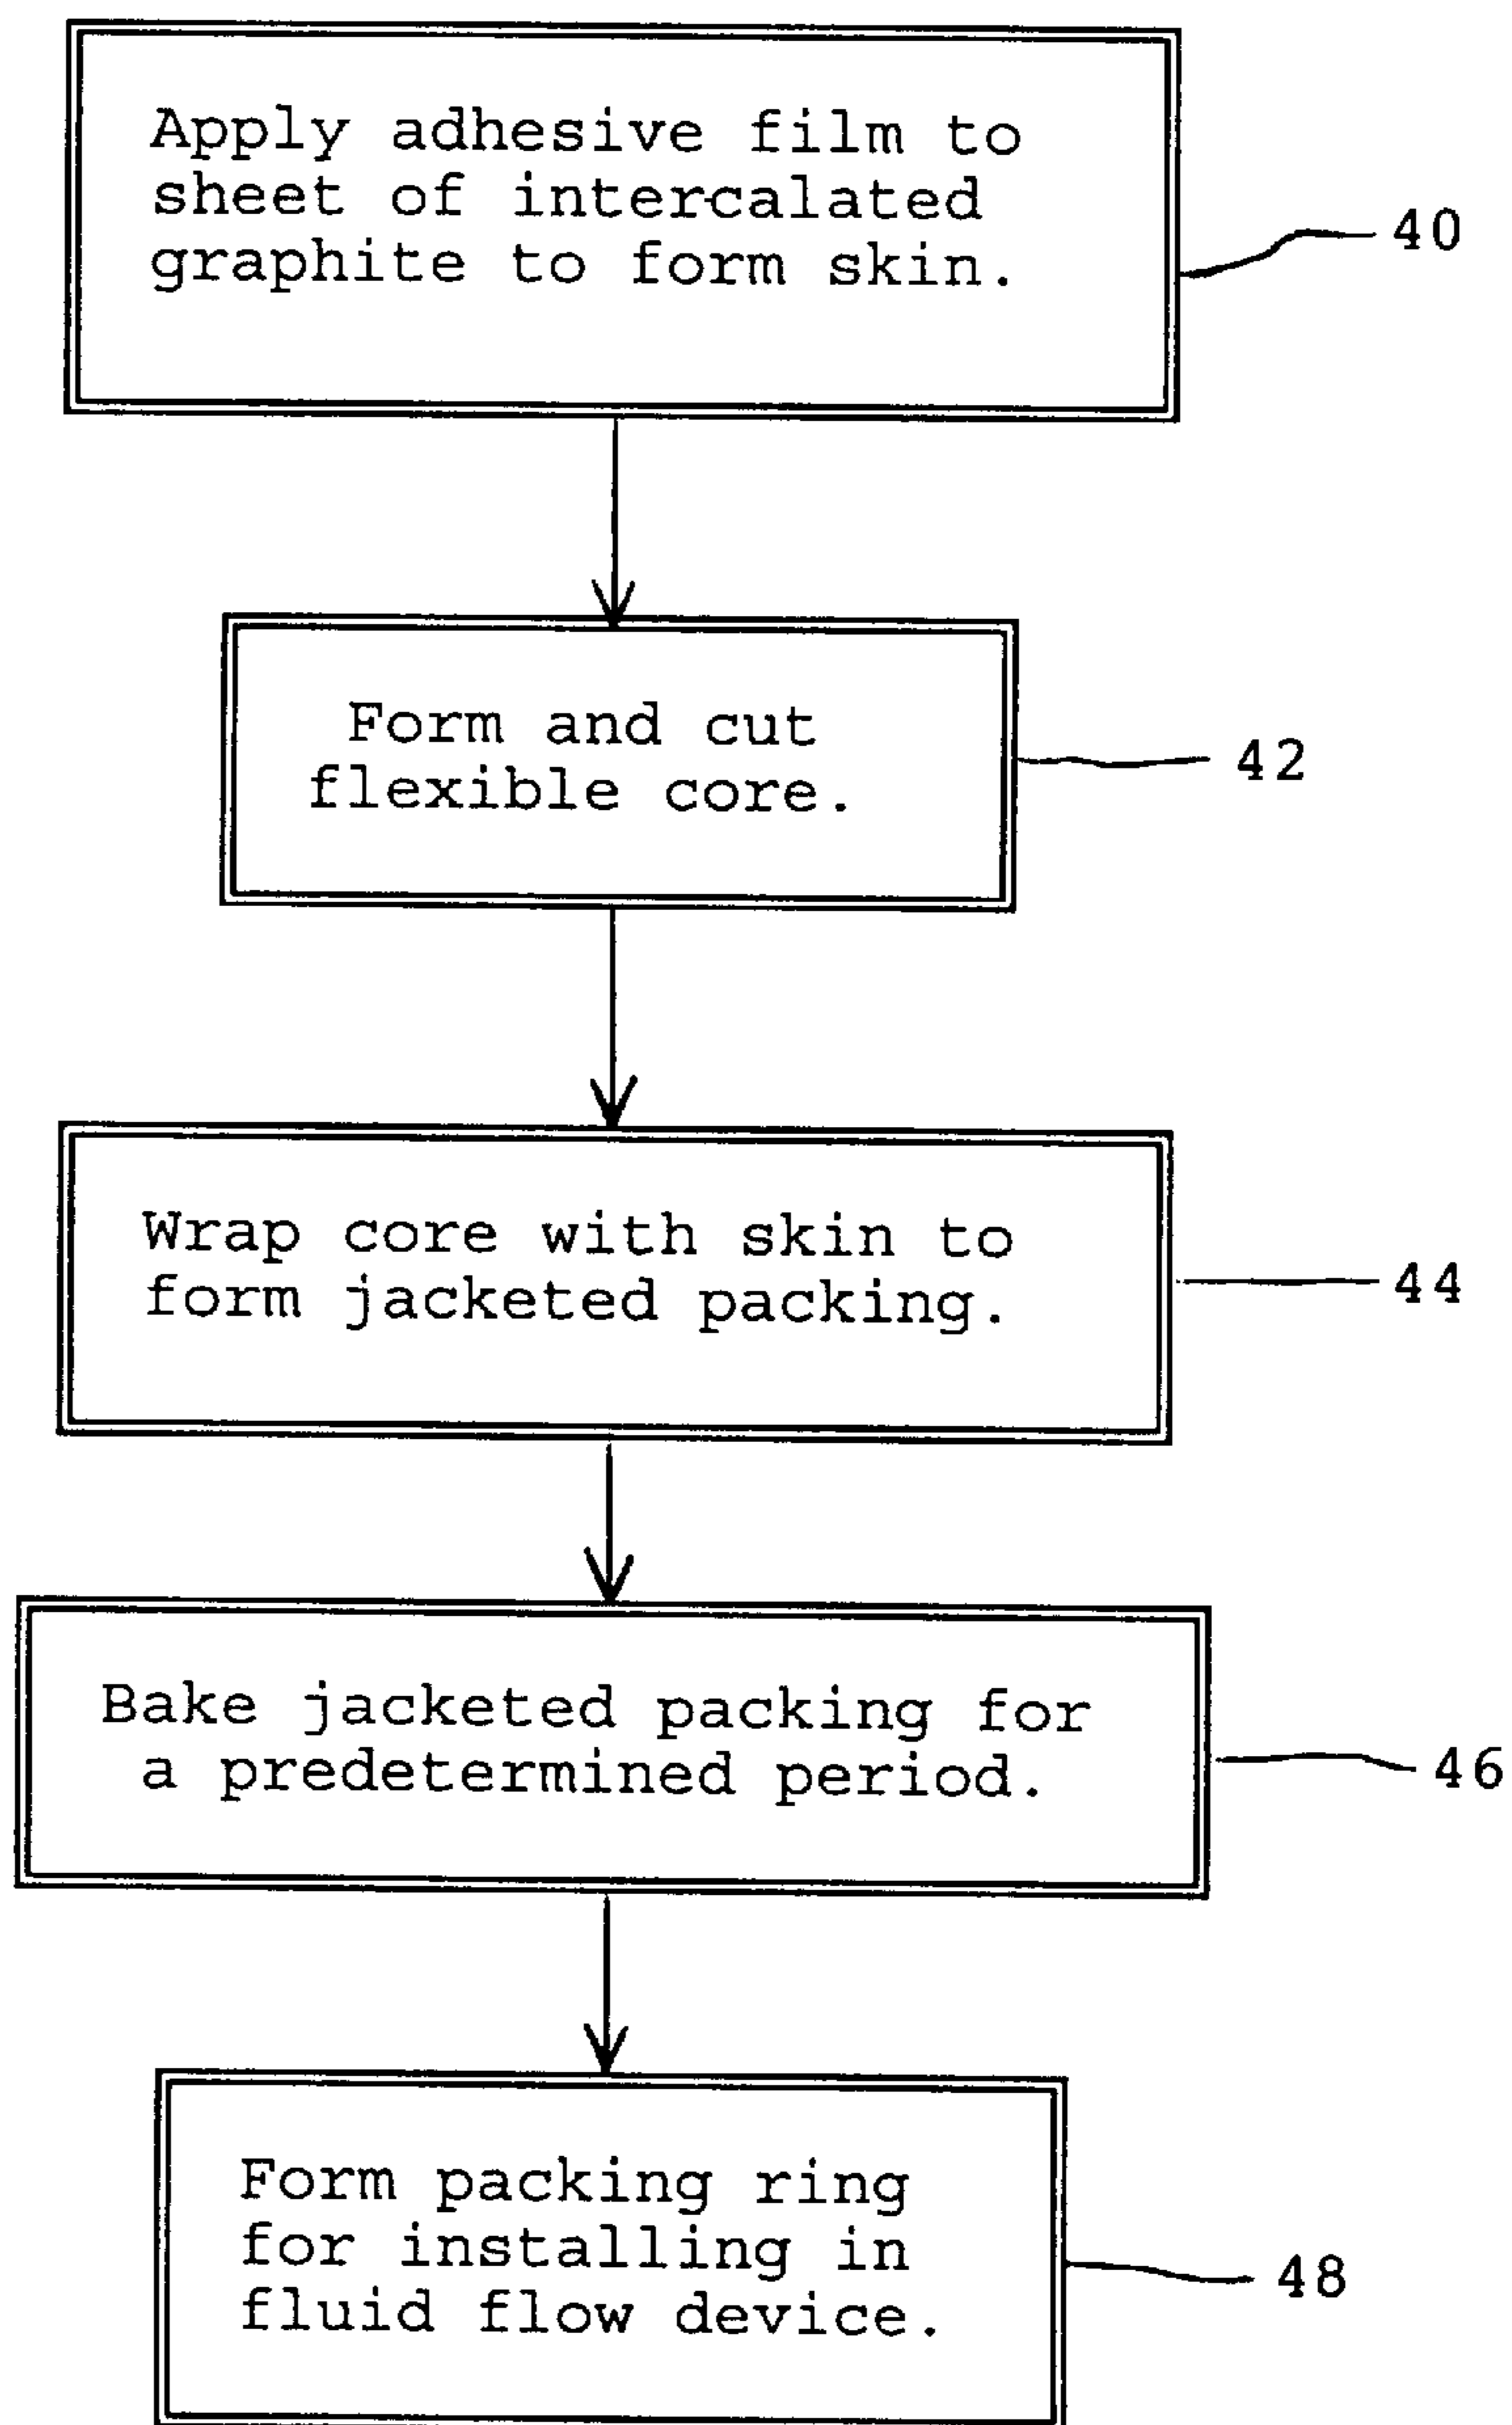 Apply adhesive film to
sheet of intercalated
graphite to form skin.
40
Form and cut
flexible core.
42
Wrap core with skin to
form jacketed packing.
44
Bake jacketed packing for
a predetermined period.
46
Form packing ring
for installing in
fluid flow device.
48